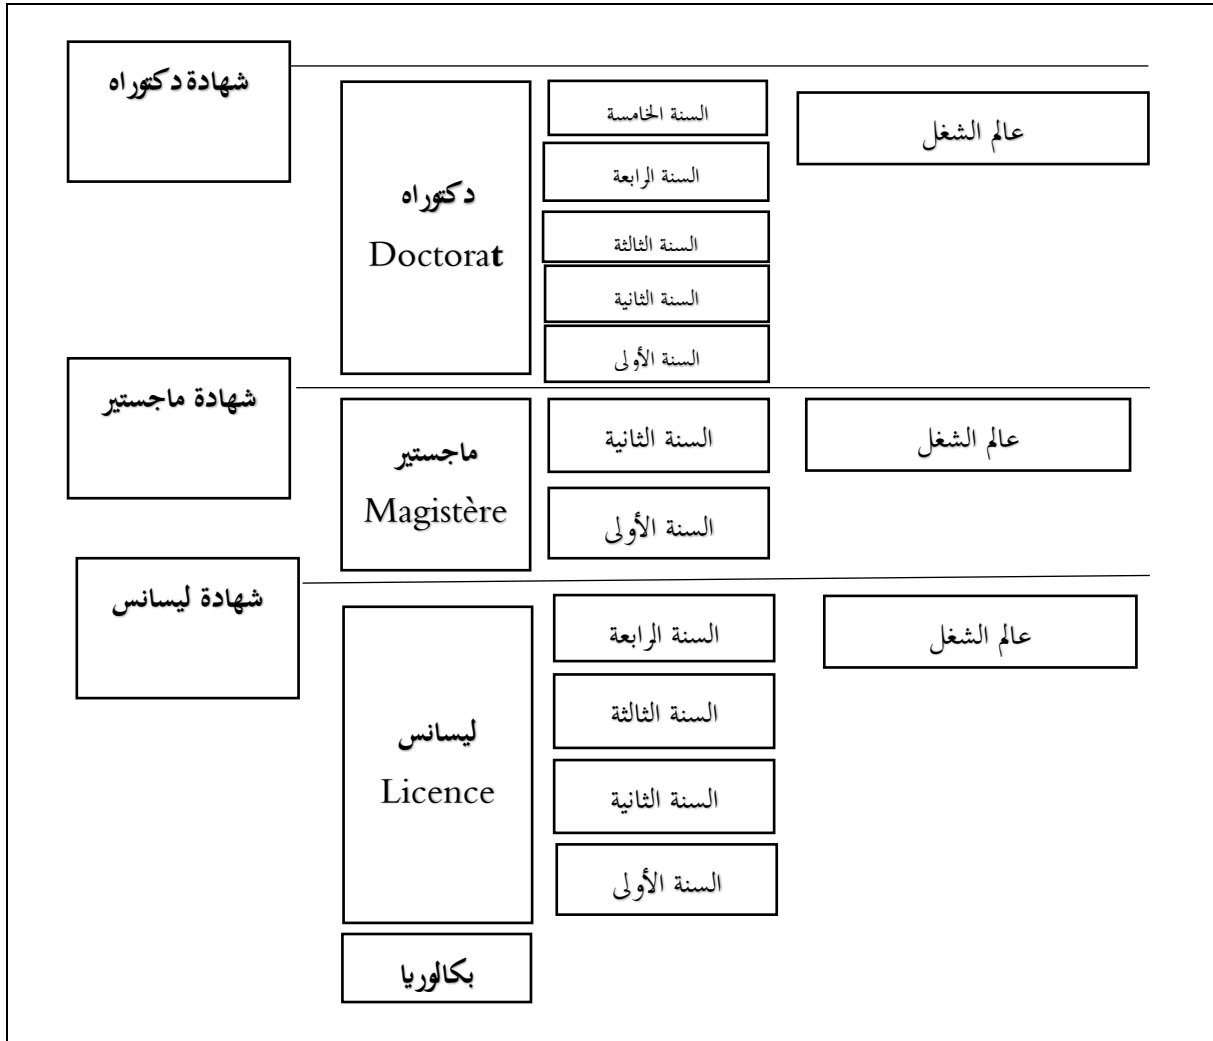 شهادة دكتوراه
دكتوراه
Doctorat
السنة الخامسة
السنة الرابعة
السنة الثالثة
السنة الثانية
السنة الأولى
عالم الشغل
شهادة ماجستير
ماجستير
Magistère
السنة الثانية
السنة الأولى
عالم الشغل
شهادة ليسانس
ليسانس
Licence
السنة الرابعة
السنة الثالثة
السنة الثانية
السنة الأولى
عالم الشغل
بكالوريا